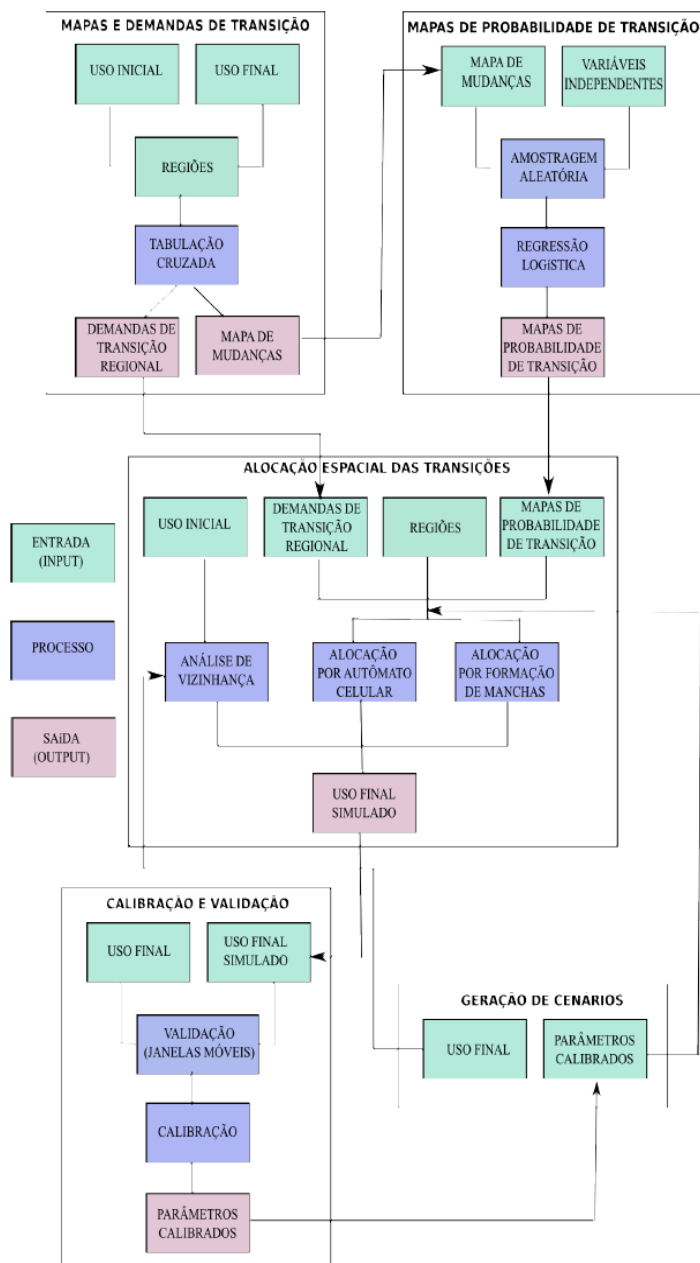 MAPAS E DEMANDAS DE TRANSIÇÃO
USO INICIAL
USO FINAL
REGIÕES
TABULAÇÃO
CRUZADA
DEMANDAS DE
TRANSIÇÃO
REGIONAL
MAPA DE
MUDANÇAS
MAPAS DE PROBABILIDADE DE TRANSIÇÃO
MAPA DE
MUDANÇAS
VARIÁVEIS
INDEPENDENTES
AMOSTRAGEM
ALEATÓRIA
REGRESSÃO
LOGíSTICA
MAPAS DE
PROBABILIDADE
DE TRANSIÇÃO
ENTRADA
(INPUT)
PROCESSO
SAíDA
(OUTPUT)
ALOCAÇÃO ESPACIAL DAS TRANSIÇÕES
USO INICIAL
DEMANDAS DE
TRANSIÇÃO
REGIONAL
REGIÕES
MAPAS DE
PROBABILIDADE
DE TRANSIÇÃO
ANÁLISE DE
VIZINHANÇA
ALOCAÇÃO
POR AUTÔMATO
CELULAR
ALOCAÇÃO
POR FORMAÇÃO
DE MANCHAS
USO FINAL
SIMULADO
CALIBRAÇÃO E VALIDAÇÃO
USO FINAL
USO FINAL
SIMULADO
VALIDAÇÃO
(JANELAS MÓVEIS)
CALIBRAÇÃO
PARÂMETROS
CALIBRADOS
GERAÇÃO DE CENÁRIOS
USO FINAL
PARÂMETROS
CALIBRADOS